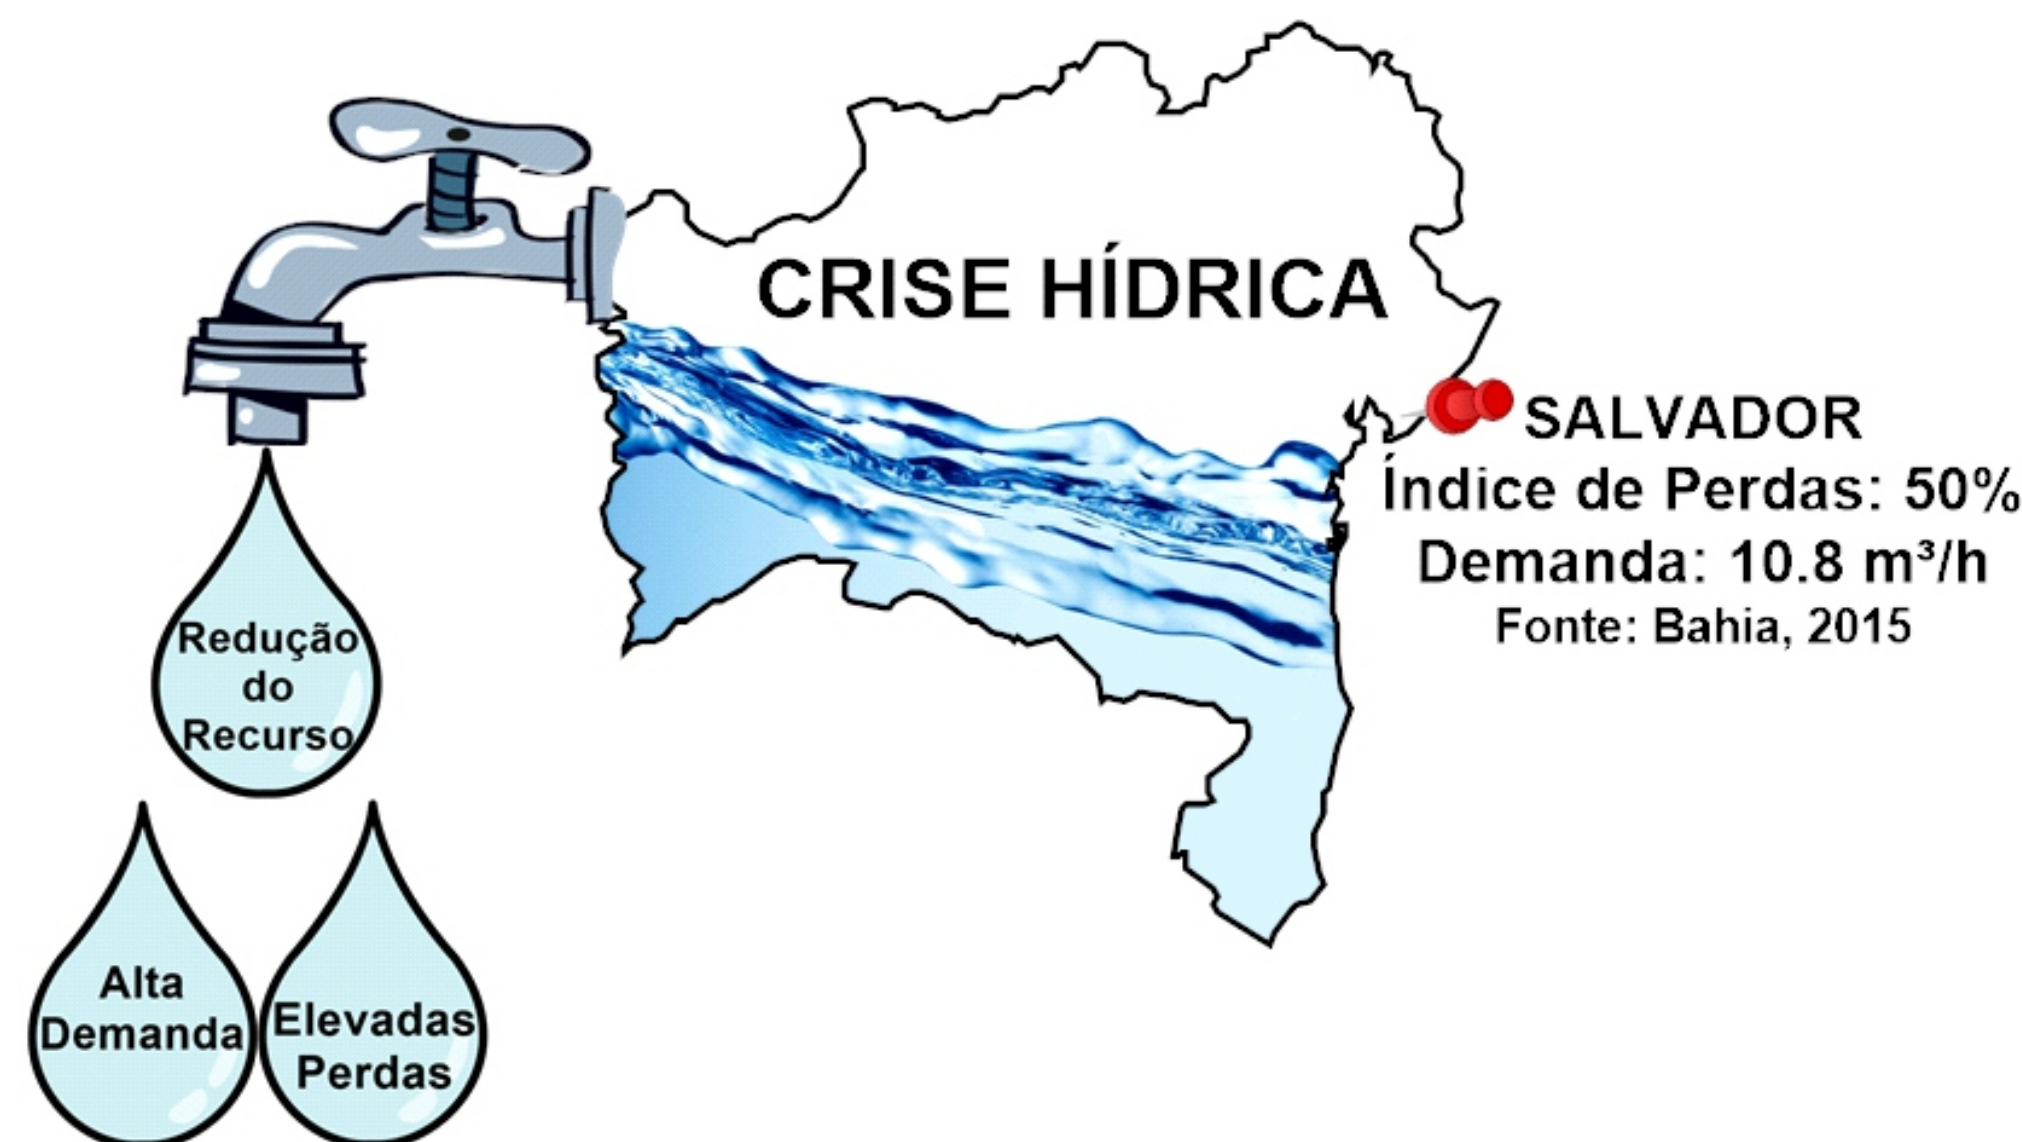 CRISE HÍDRICA
SALVADOR
Índice de Perdas: 50%
Demanda: 10.8 m³/h
Fonte: Bahia, 2015
Redução
do
Recurso
Alta
Demanda
Elevadas
Perdas